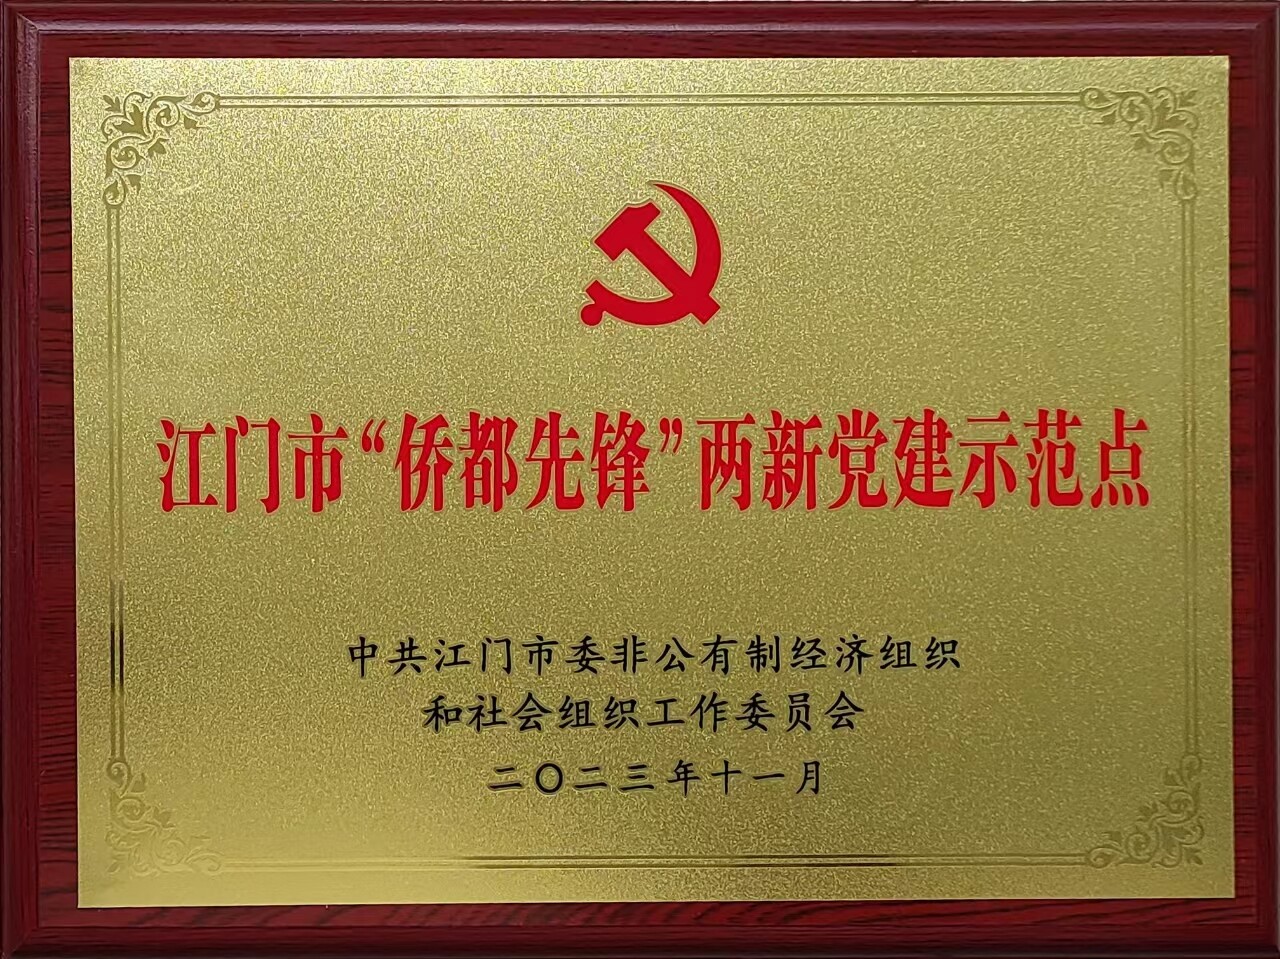 江门市“侨都先锋”两新党建示范点
中共江门市委非公有制经济组织
和社会组织工作委员会
二〇二三年十一月